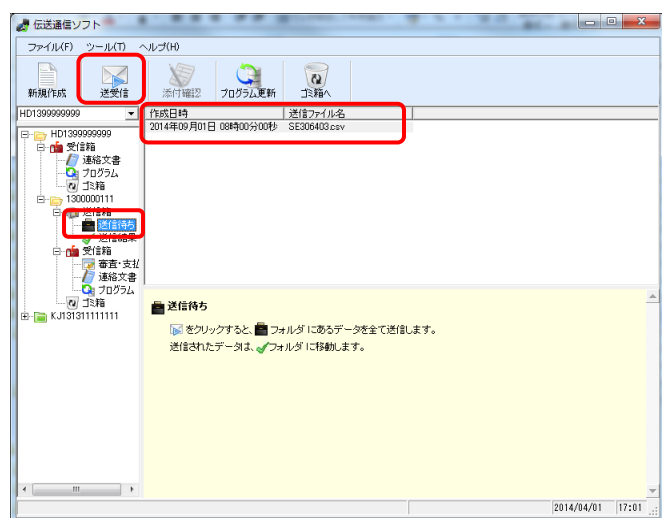 伝送通信ソフト
ファイル(F) ツール(T) ヘルプ(H)
新規作成 送受信 添付確認 プログラム更新 ゴミ箱へ
HD1399999999
作成日時 送信ファイル名
2014年09月01日 08時00分00秒 SE306403.csv
HD1399999999
受信箱
連絡文書
プログラム
ゴミ箱
1300000111
送信箱
送信待ち
送信結果
受信箱
審査・支払
連絡文書
プログラム
ゴミ箱
KJ131311111111
送信待ち
をクリックすると、フォルダにあるデータを全て送信します。
送信されたデータは、フォルダに移動します。
2014/04/01 17:01